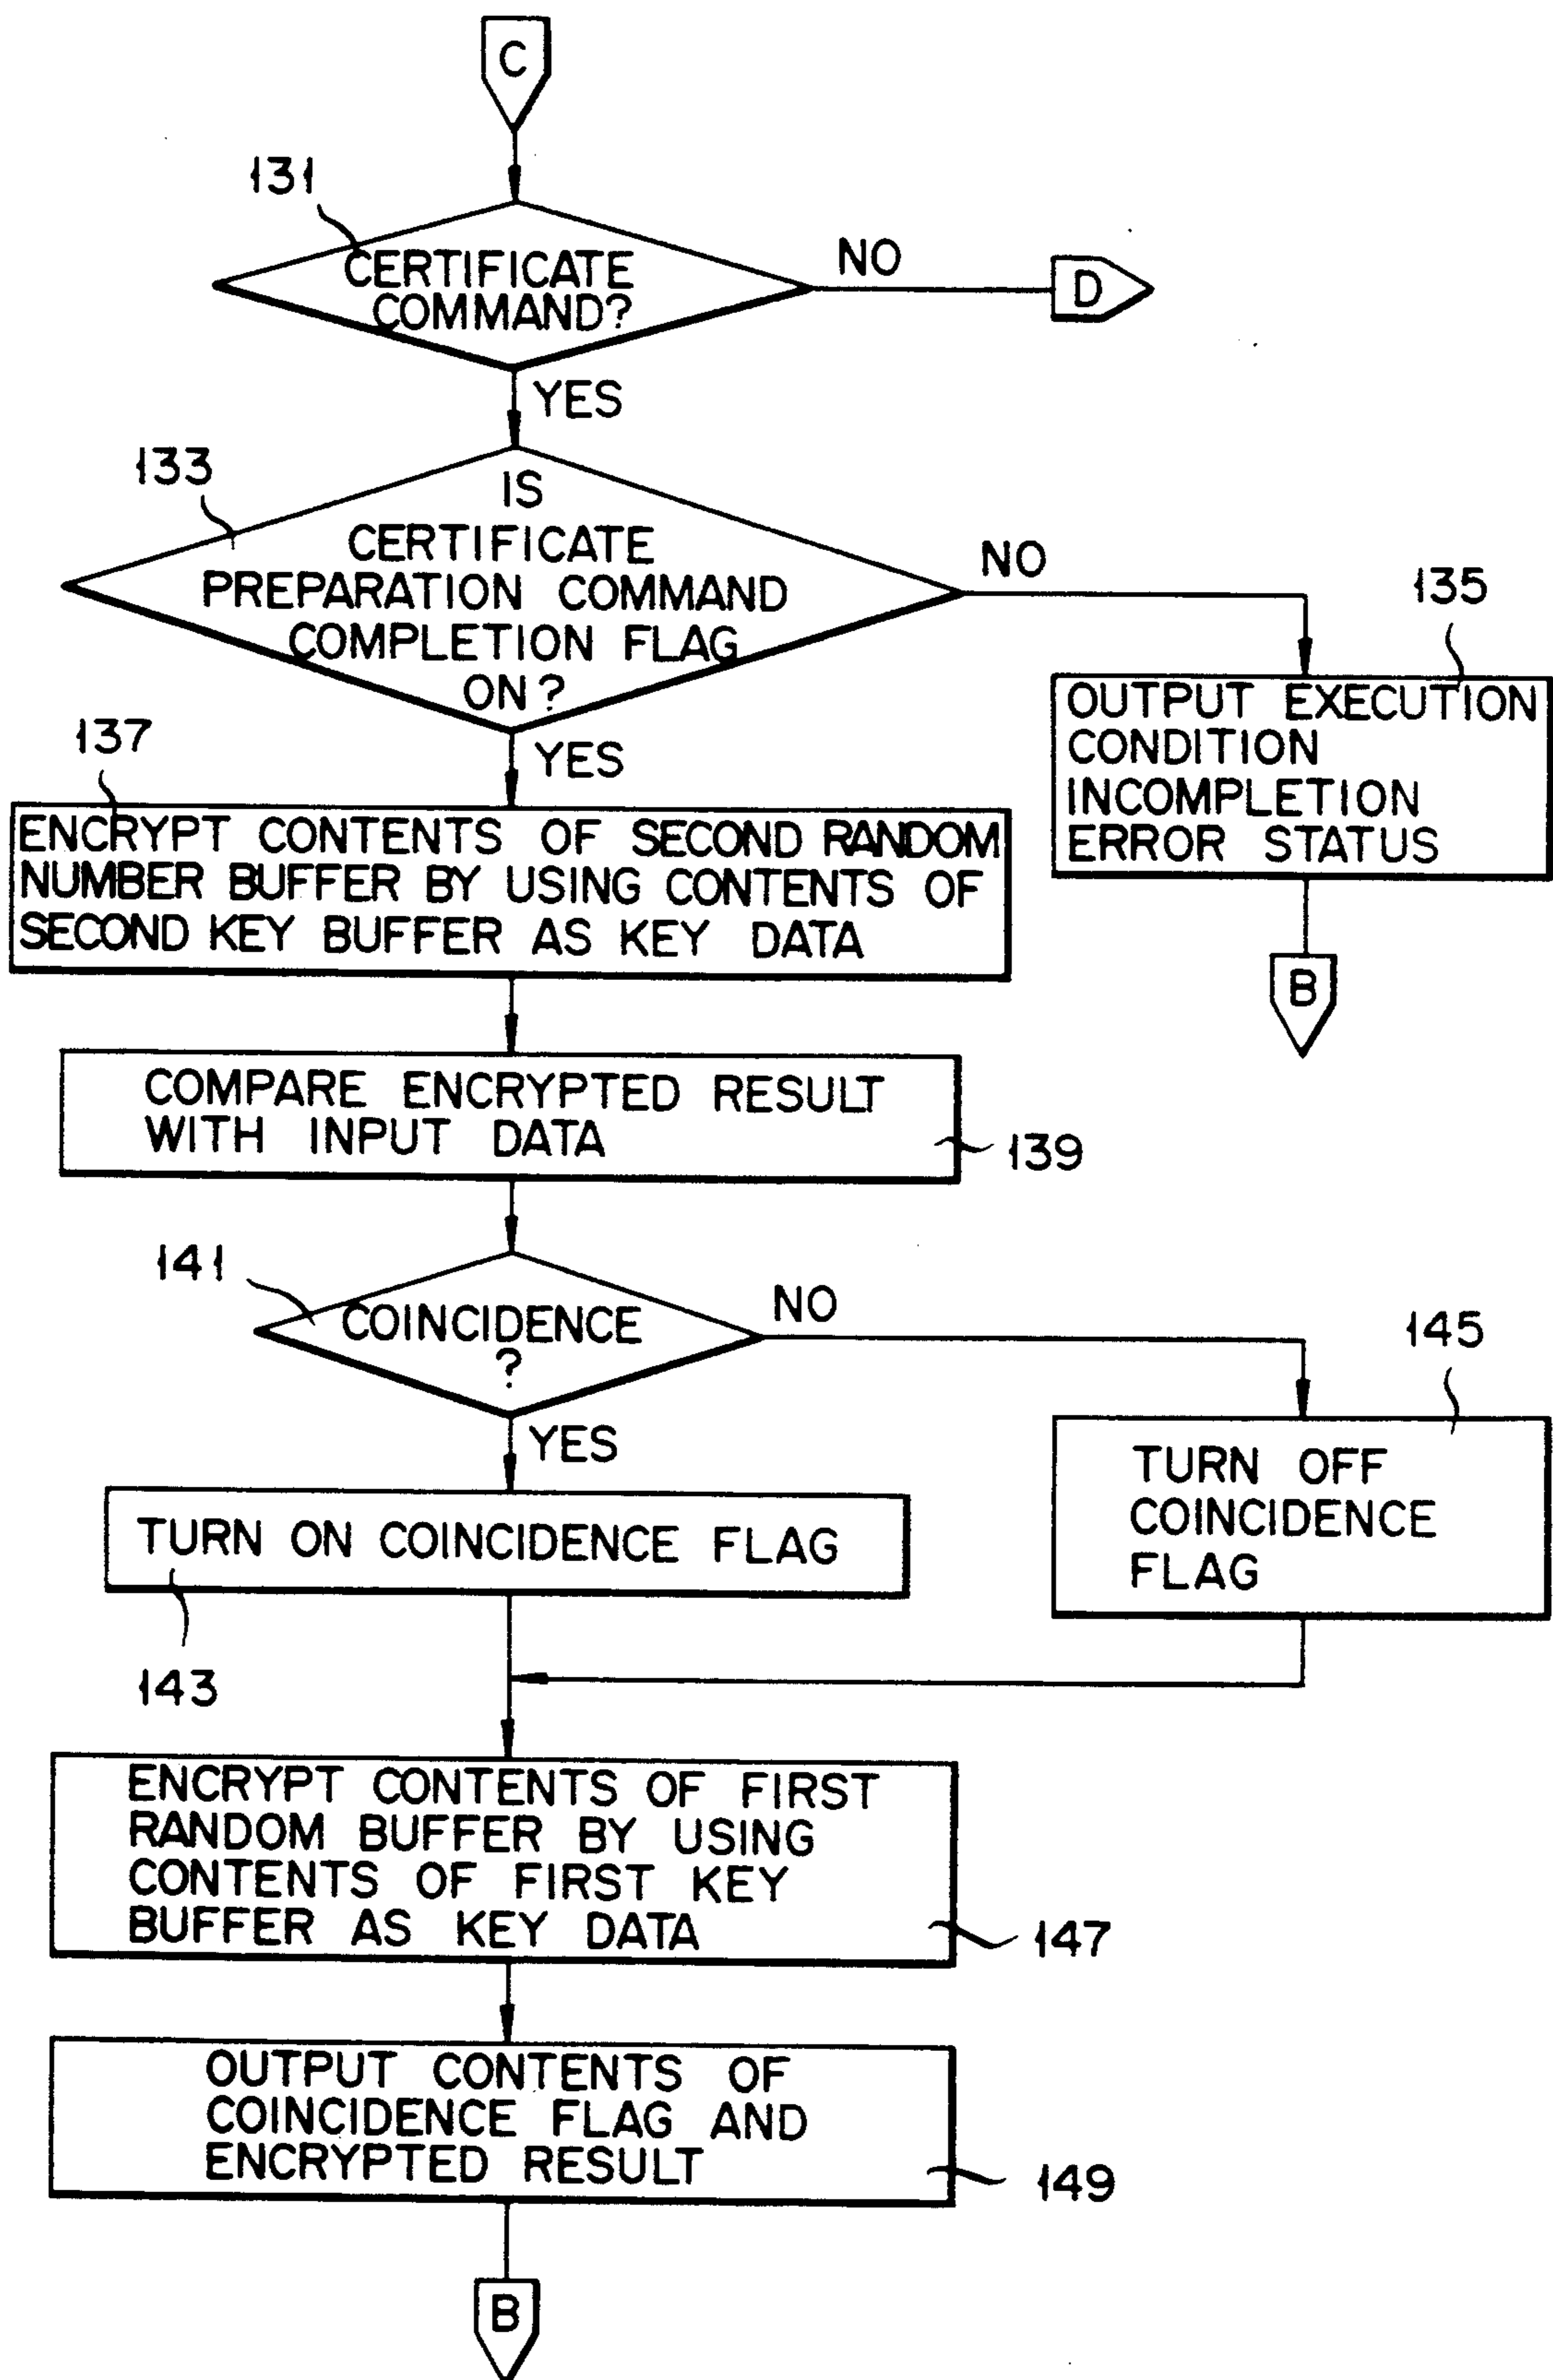 C
131
CERTIFICATE
COMMAND?
NO
D
YES
133
IS
CERTIFICATE
PREPARATION COMMAND
COMPLETION FLAG
ON?
NO
135
OUTPUT EXECUTION
CONDITION
INCOMPLETION
ERROR STATUS
B
YES
137
ENCRYPT CONTENTS OF SECOND RANDOM
NUMBER BUFFER BY USING CONTENTS OF
SECOND KEY BUFFER AS KEY DATA
COMPARE ENCRYPTED RESULT
WITH INPUT DATA
139
141
COINCIDENCE
?
NO
145
TURN OFF
COINCIDENCE
FLAG
YES
TURN ON COINCIDENCE FLAG
143
ENCRYPT CONTENTS OF FIRST
RANDOM BUFFER BY USING
CONTENTS OF FIRST KEY
BUFFER AS KEY DATA
147
OUTPUT CONTENTS OF
COINCIDENCE FLAG AND
ENCRYPTED RESULT
149
B